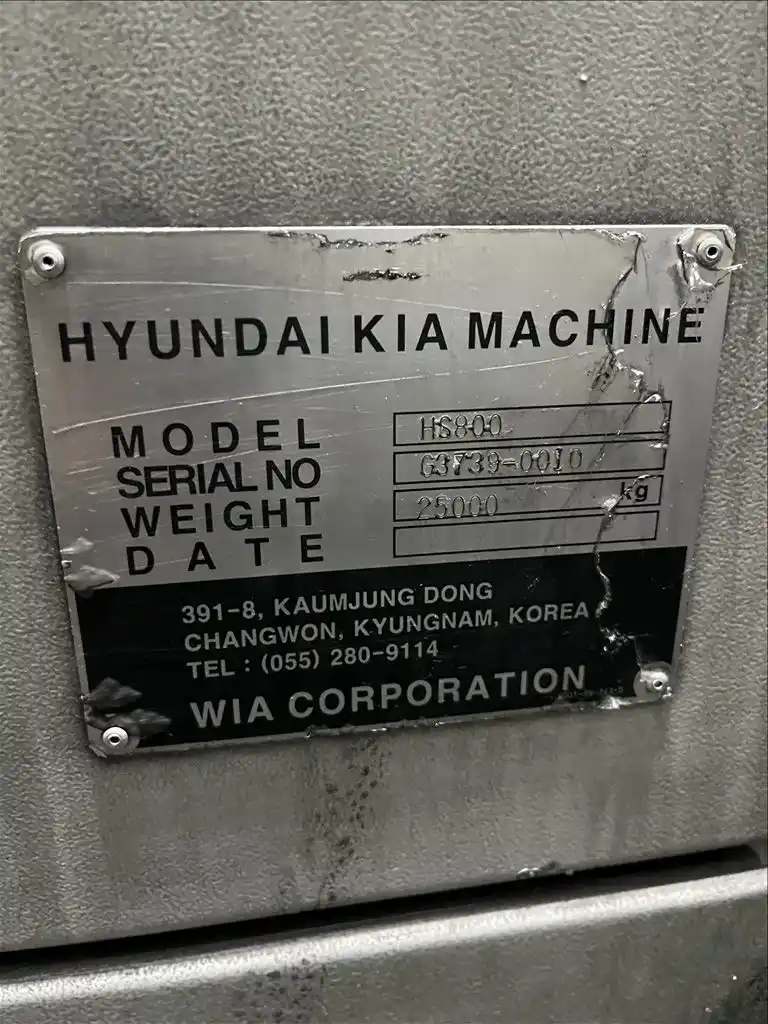 HYUNDAI KIA MACHINE
MODEL HS800
SERIAL NO G3739-0010
WEIGHT 25000 kg
DATE
391-8, KAUMJUNG DONG
CHANGWON, KYUNGNAM, KOREA
TEL : (055) 280-9114
WIA CORPORATION